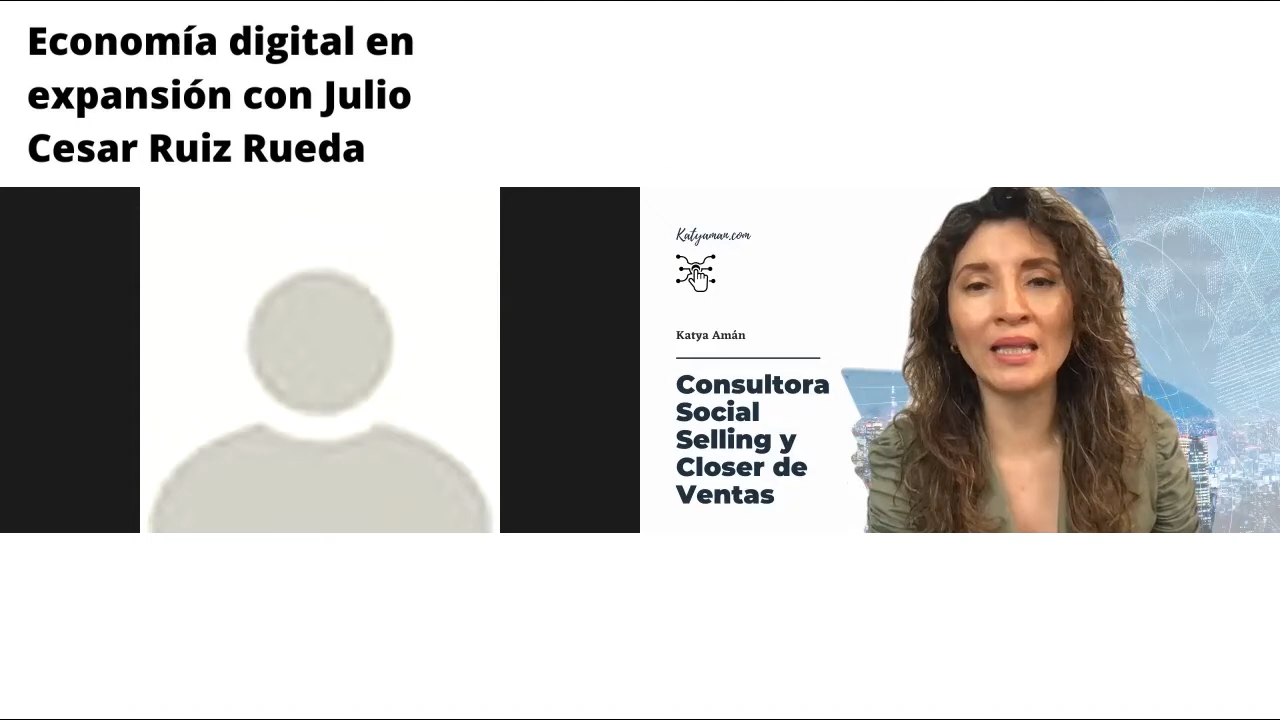 Economía digital en
expansión con Julio
Cesar Ruiz Rueda
Katyaman.com
Katya Amán
Consultora
Social
Selling y
Closer de
Ventas